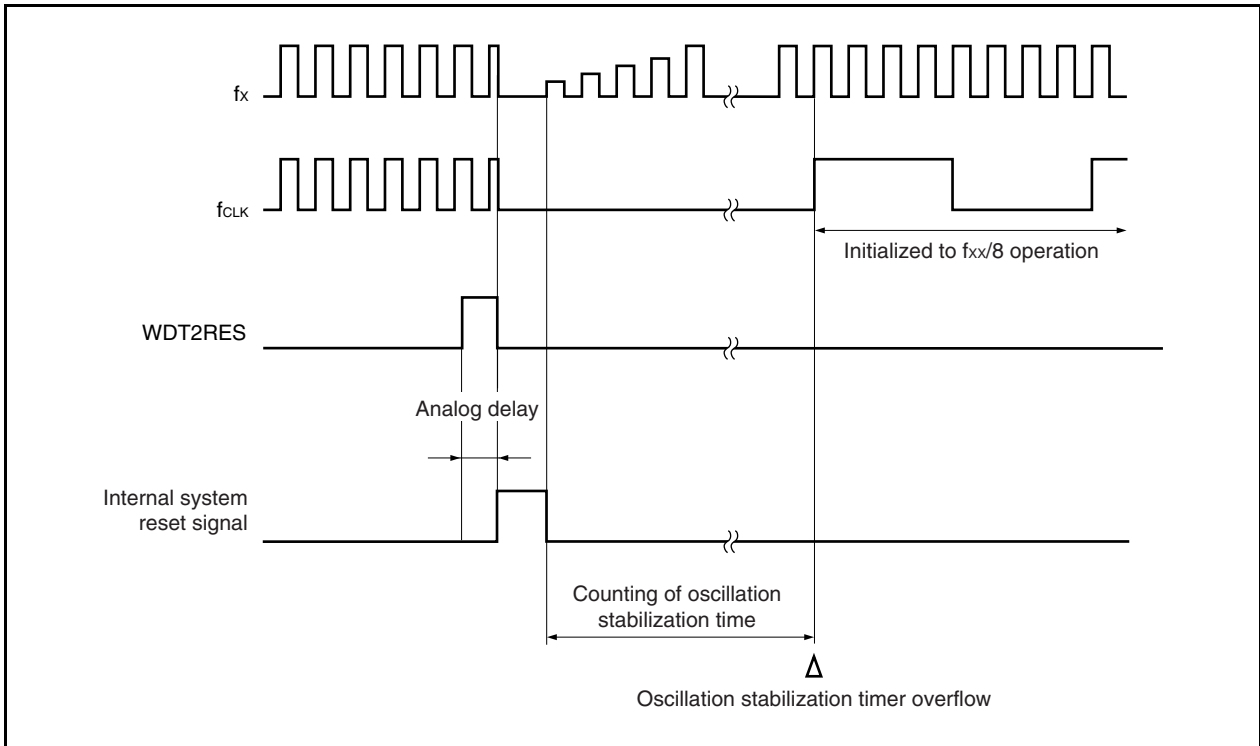 fX
fCLK
Initialized to fXX/8 operation
WDT2RES
Analog delay
Internal system
reset signal
Counting of oscillation
stabilization time
Oscillation stabilization timer overflow